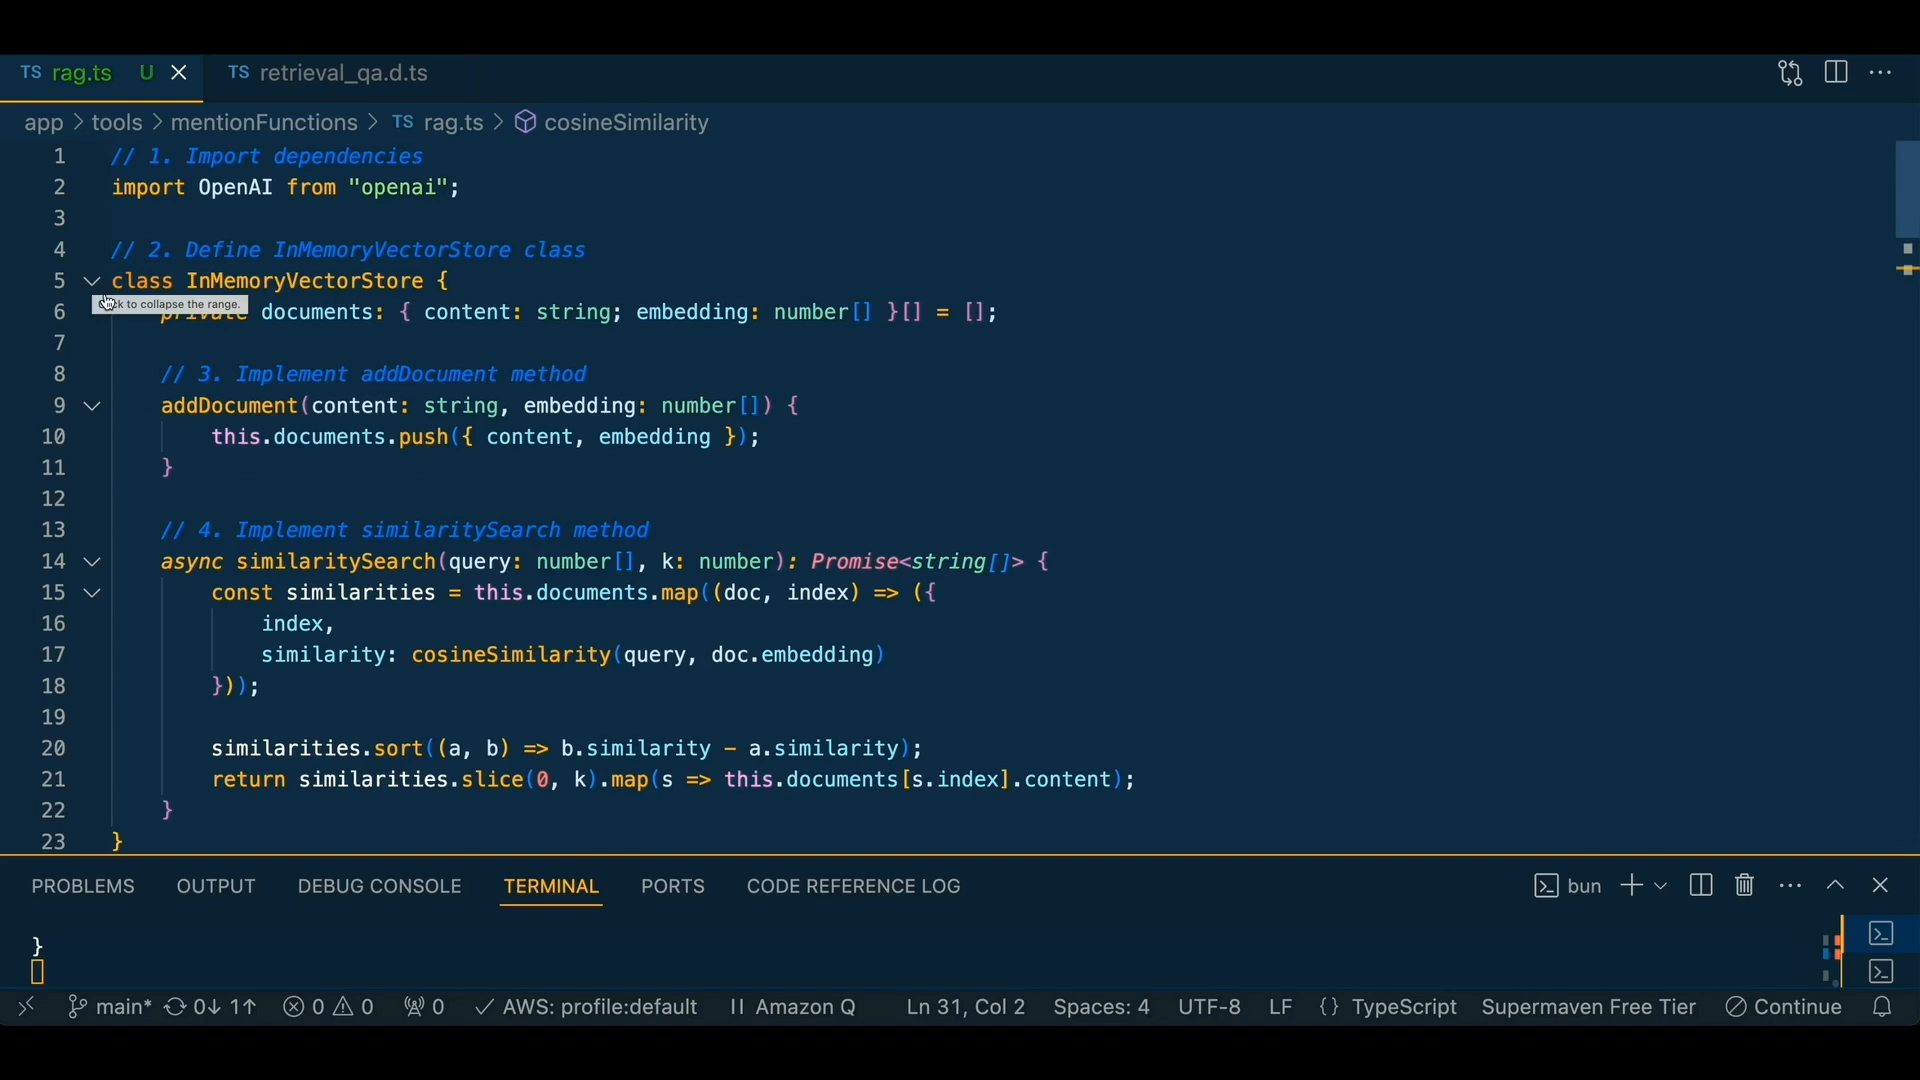 TS rag.ts U TS retrieval_qa.d.ts
app > tools > mentionFunctions > TS rag.ts > cosineSimilarity
1 // 1. Import dependencies
2 import OpenAI from "openai";
3
4 // 2. Define InMemoryVectorStore class
5 class InMemoryVectorStore {
to collapse the range.
6 private documents: { content: string; embedding: number[] }[] = [];
7
8 // 3. Implement addDocument method
9 addDocument(content: string, embedding: number[]) {
10 this.documents.push({ content, embedding });
11 }
12
13 // 4. Implement similaritySearch method
14 async similaritySearch(query: number[], k: number): Promise<string[]> {
15 const similarities = this.documents.map((doc, index) => ({
16 index,
17 similarity: cosineSimilarity(query, doc.embedding)
18 }));
19
20 similarities.sort((a, b) => b.similarity - a.similarity);
21 return similarities.slice(0, k).map(s => this.documents[s.index].content);
22 }
23 }
PROBLEMS OUTPUT DEBUG CONSOLE TERMINAL PORTS CODE REFERENCE LOG bun
}
main* 0↓ 1↑ 0 0 0 AWS: profile:default Amazon Q Ln 31, Col 2 Spaces: 4 UTF-8 LF {} TypeScript Supermaven Free Tier Continue